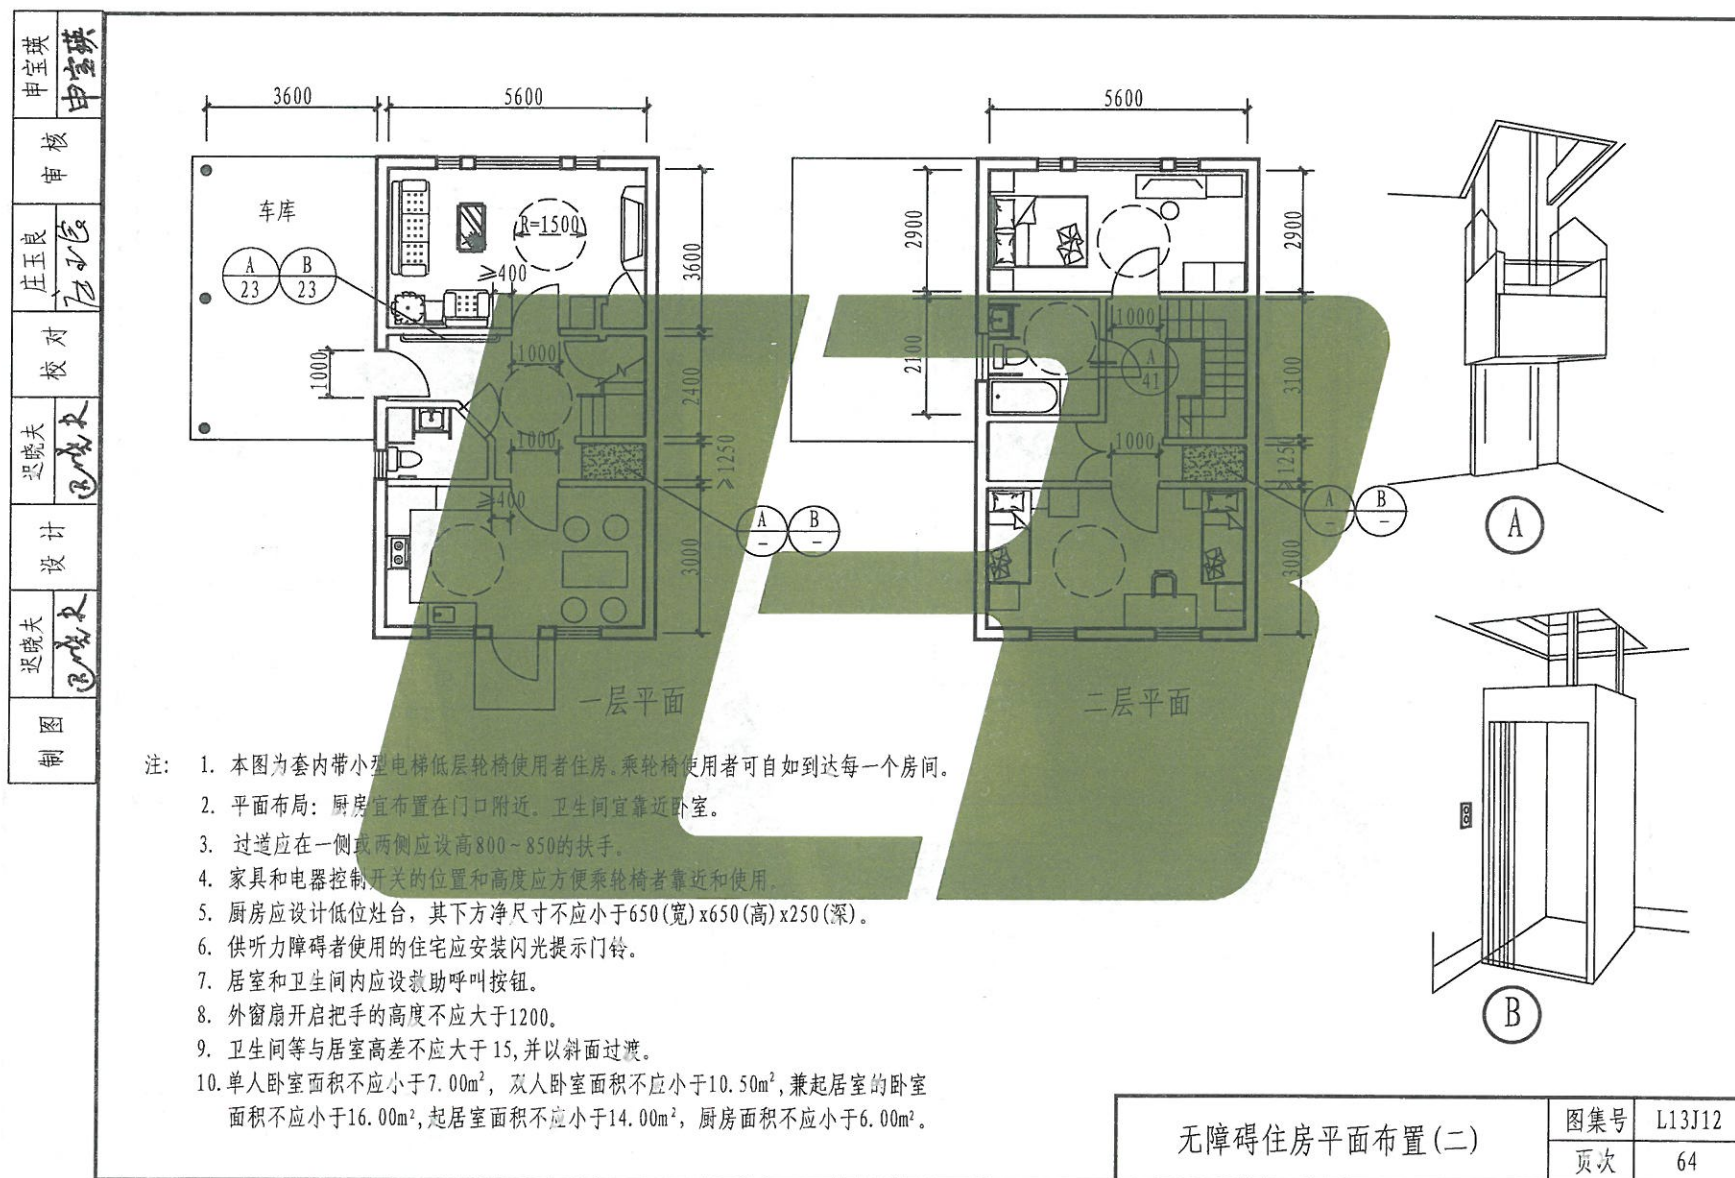 申宝瑛
申宝瑛
审核
庄玉良
校对
迟晓夫
设计
迟晓夫
制图
3600
5600
车库
A
23
B
23
R=1500
≥400
3600
1000
1000
2400
1000
≥1250
≥400
3000
A
-
B
-
一层平面
5600
2900
2900
2100
1000
A
41
3100
1000
≥1250
A
-
B
-
3000
二层平面
A
B
注: 1. 本图为套内带小型电梯低层轮椅使用者住房。乘轮椅使用者可自如到达每一个房间。
2. 平面布局: 厨房宜布置在门口附近. 卫生间宜靠近卧室。
3. 过道应在一侧或两侧应设高800~850的扶手。
4. 家具和电器控制开关的位置和高度应方便乘轮椅者靠近和使用。
5. 厨房应设计低位灶台, 其下方净尺寸不应小于650(宽)x650(高)x250(深)。
6. 供听力障碍者使用的住宅应安装闪光提示门铃。
7. 居室和卫生间内应设救助呼叫按钮。
8. 外窗扇开启把手的高度不应大于1200。
9. 卫生间等与居室高差不应大于15,并以斜面过渡。
10. 单人卧室面积不应小于7.00m², 双人卧室面积不应小于10.50m²,兼起居室的卧室
面积不应小于16.00m²,起居室面积不应小于14.00m², 厨房面积不应小于6.00m²。
无障碍住房平面布置(二)
图集号 L13J12
页次 64